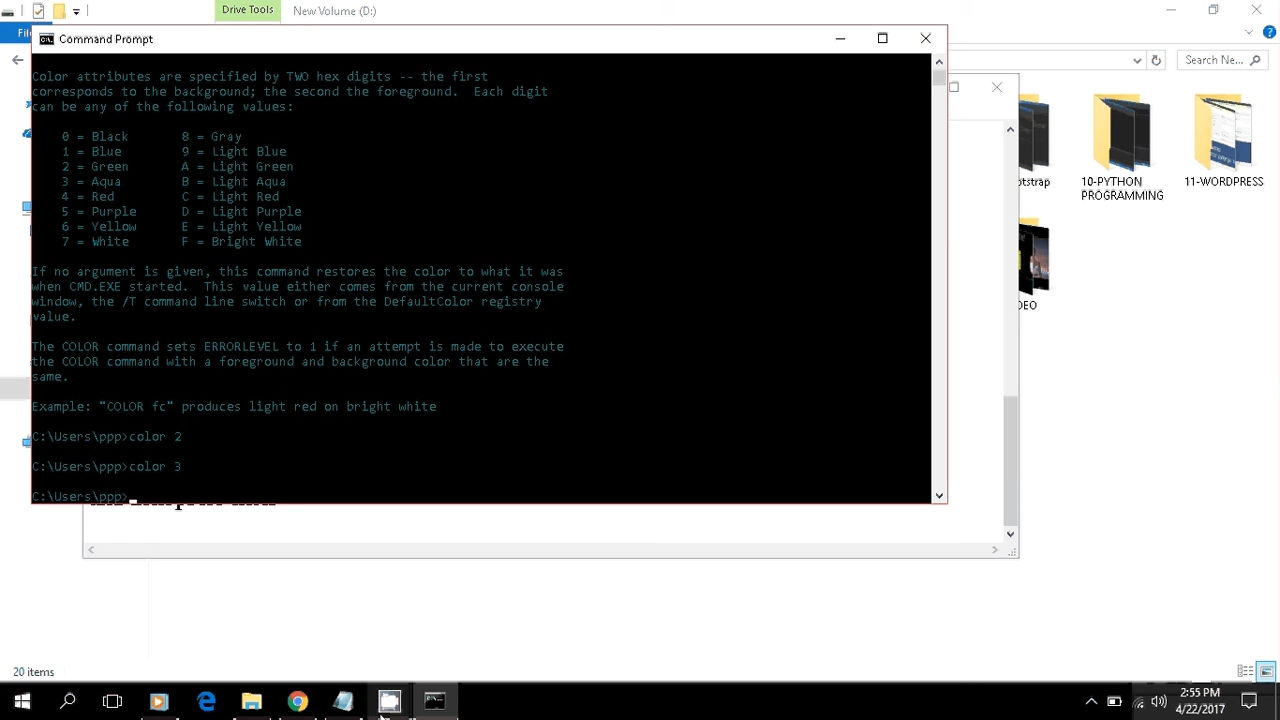 Drive Tools
New Volume (D:)
Command Prompt
Search Ne...
Color attributes are specified by TWO hex digits -- the first
corresponds to the background; the second the foreground.  Each digit
can be any of the following values:
0 = Black 8 = Gray
1 = Blue 9 = Light Blue
2 = Green A = Light Green
3 = Aqua B = Light Aqua
4 = Red C = Light Red
5 = Purple D = Light Purple
6 = Yellow E = Light Yellow
7 = White F = Bright White
If no argument is given, this command restores the color to what it was
when CMD.EXE started.  This value either comes from the current console
window, the /T command line switch or from the DefaultColor registry
value.
The COLOR command sets ERRORLEVEL to 1 if an attempt is made to execute
the COLOR command with a foreground and background color that are the
same.
Example: "COLOR fc" produces light red on bright white
C:\Users\ppp>color 2
C:\Users\ppp>color 3
C:\Users\ppp>
10-PYTHON
PROGRAMMING
11-WORDPRESS
20 items
2:55 PM
4/22/2017